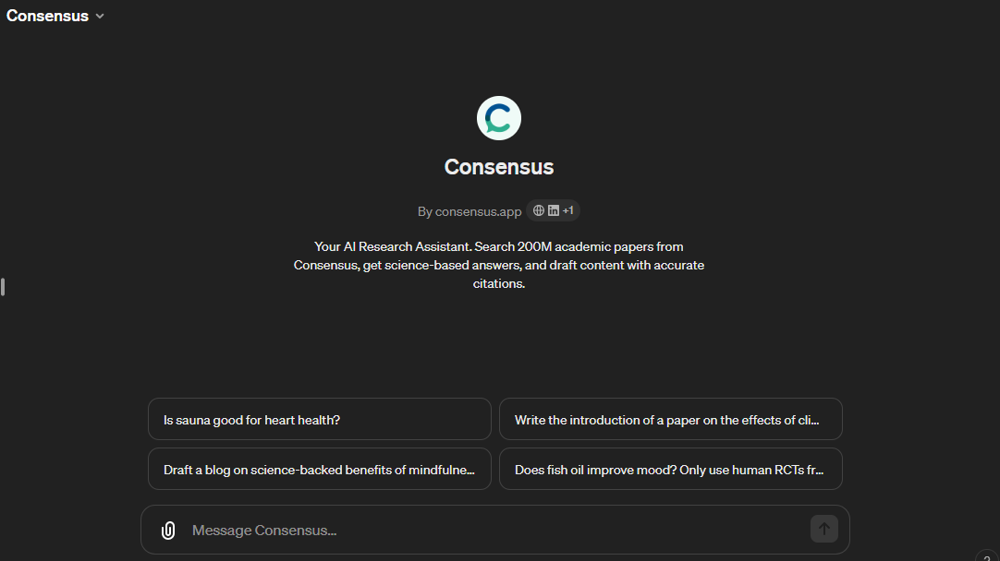 Consensus
Consensus
By consensus.app +1
Your AI Research Assistant. Search 200M academic papers from
Consensus, get science-based answers, and draft content with accurate
citations.
Is sauna good for heart health?
Write the introduction of a paper on the effects of cli...
Draft a blog on science-backed benefits of mindfulne...
Does fish oil improve mood? Only use human RCTs fr...
Message Consensus...
?